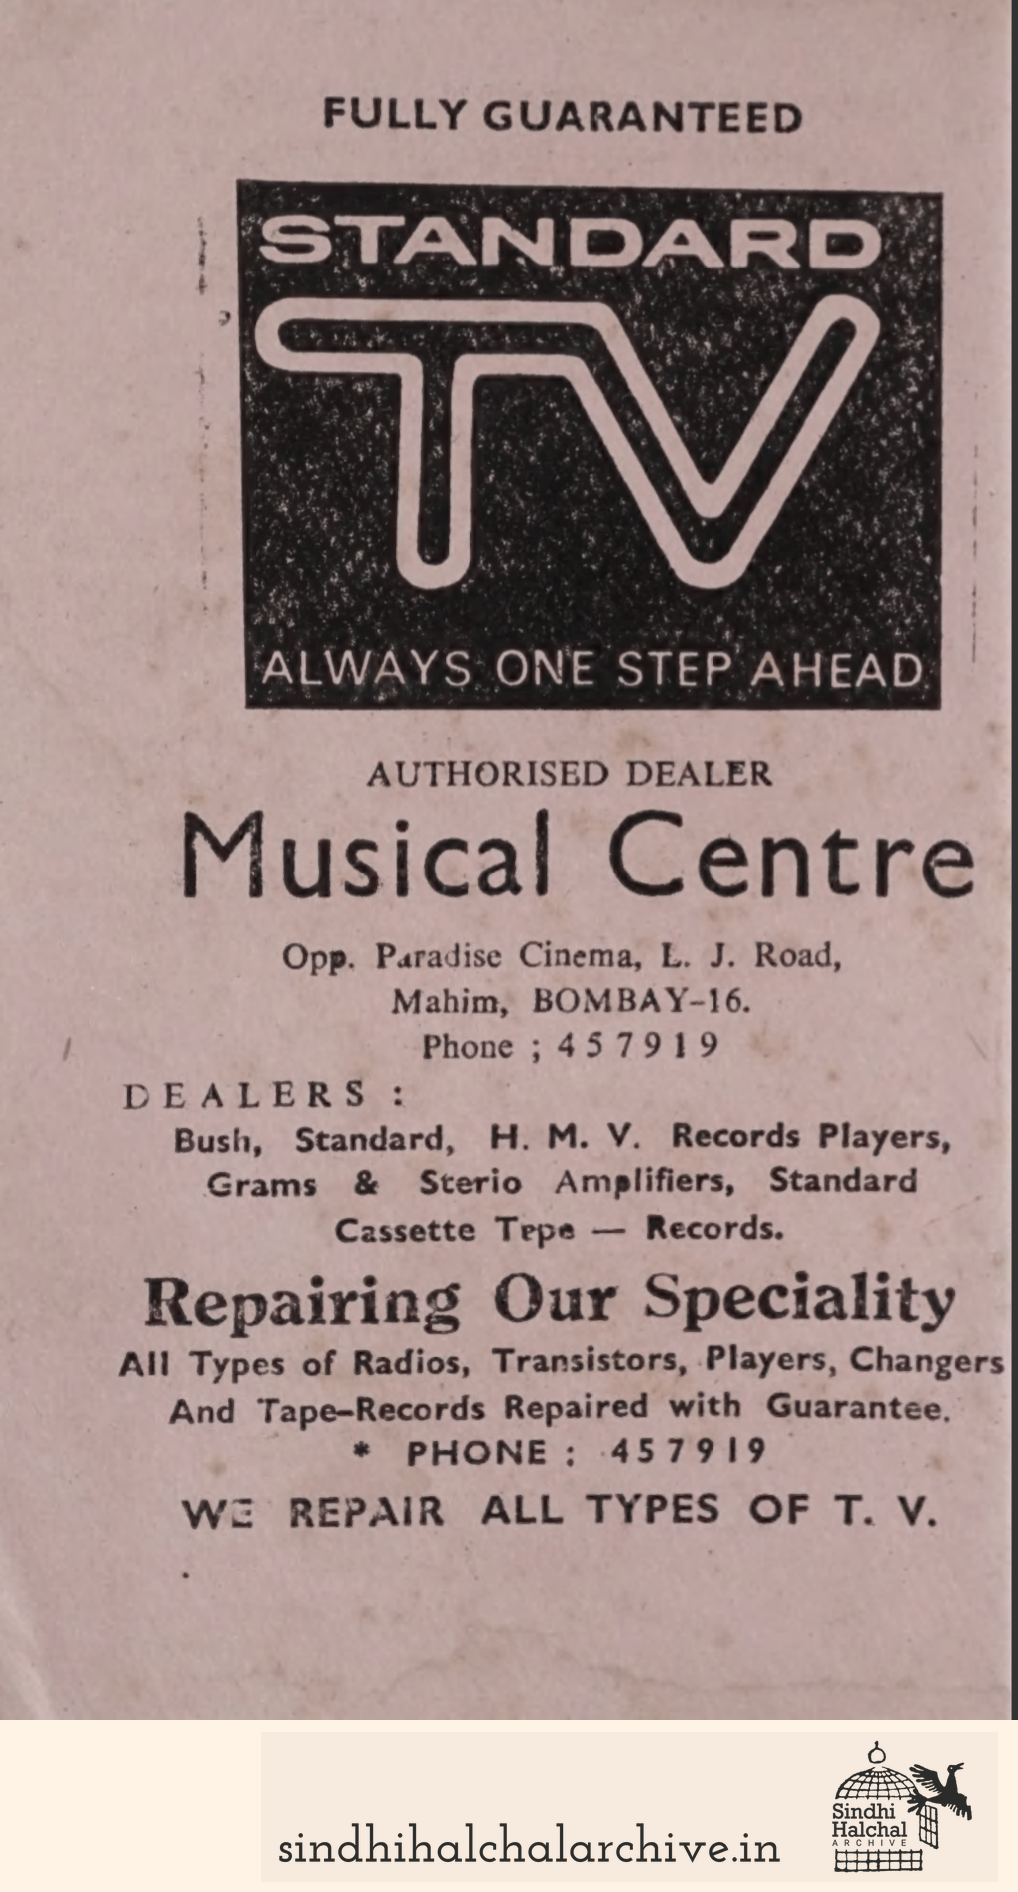 FULLY GUARANTEED
STANDARD
TV
ALWAYS ONE STEP AHEAD
AUTHORISED DEALER
Musical Centre
Opp. Paradise Cinema, L. J. Road,
Mahim, BOMBAY-16.
Phone ; 457919
DEALERS :
Bush, Standard, H. M. V. Records Players,
Grams & Sterio Amplifiers, Standard
Cassette Tepe — Records.
Repairing Our Speciality
All Types of Radios, Transistors, Players, Changers
And Tape-Records Repaired with Guarantee.
* PHONE : 457919
WE REPAIR ALL TYPES OF T. V.
sindhihalchalarchive.in
Sindhi
Halchal
ARCHIVE